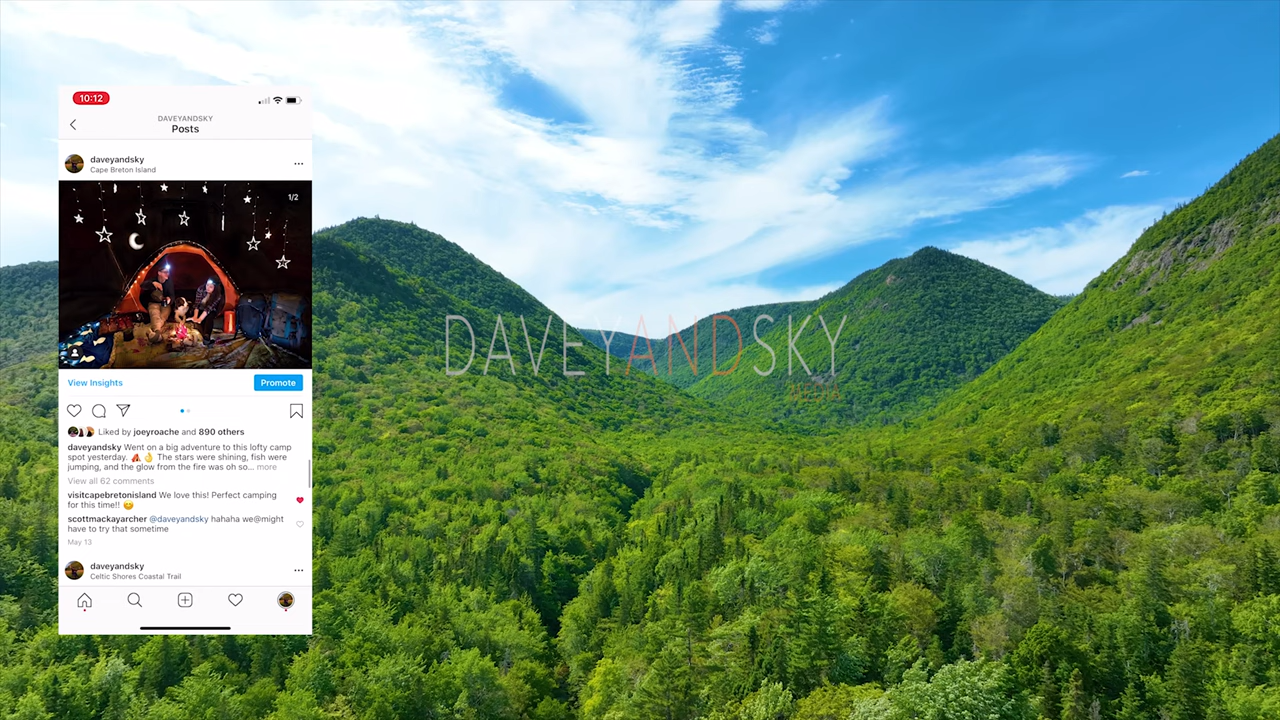 10:12
DAVEYANDSKY
Posts
daveyandsky
Cape Breton Island
1/2
View Insights
Promote
Liked by joeyroache and 890 others
daveyandsky Went on a big adventure to this lofty camp
spot yesterday. 🏕️👌 The stars were shining, fish were
jumping, and the glow from the fire was oh so... more
View all 62 comments
visitcapebretonisland We love this! Perfect camping
for this time!! 😊
scottmackayarcher @daveyandsky hahaha we@might
have to try that sometime
May 13
daveyandsky
Celtic Shores Coastal Trail
DAVEYANDSKY
MEDIA